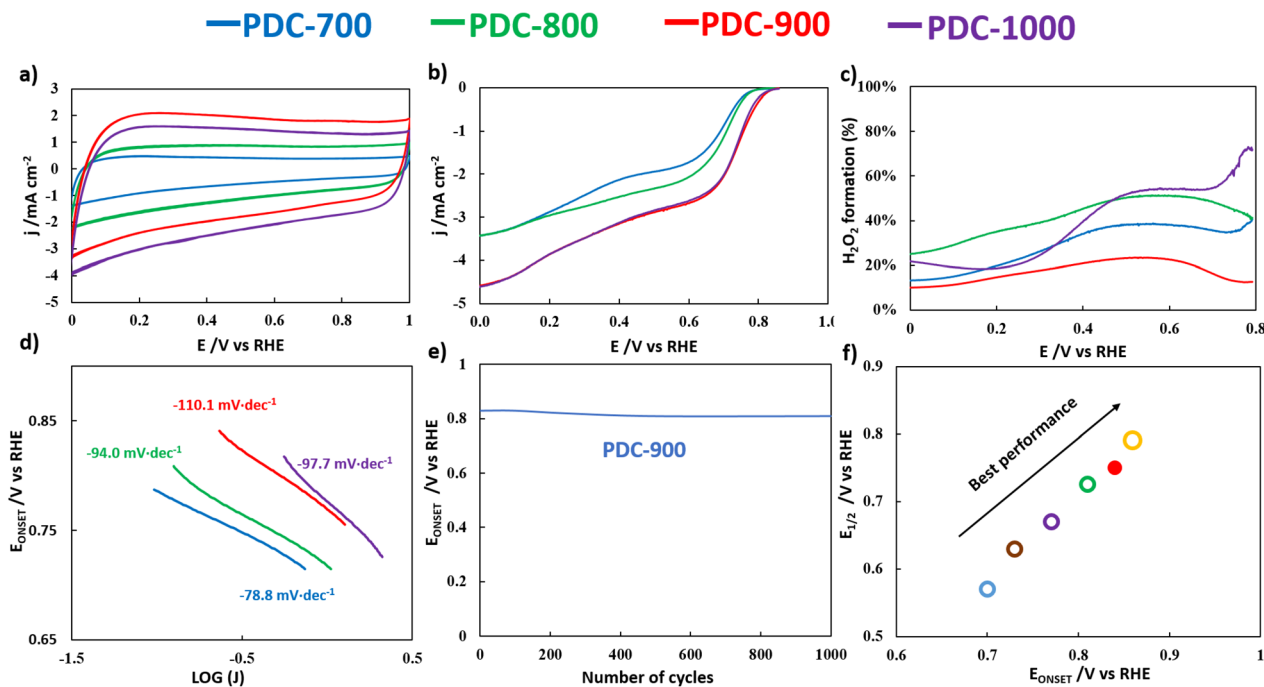 PDC-700 PDC-800 PDC-900 PDC-1000
a)
j /mA cm⁻²
3
2
1
0
-1
-2
-3
-4
-5
0 0.2 0.4 0.6 0.8 1
E /V vs RHE
b)
j /mA cm⁻²
0
-1
-2
-3
-4
-5
0.0 0.2 0.4 0.6 0.8 1.0
E /V vs RHE
c)
H₂O₂ formation (%)
100%
80%
60%
40%
20%
0%
0 0.2 0.4 0.6 0.8
E /V vs RHE
d)
E_ONSET /V vs RHE
0.85
0.75
0.65
-110.1 mV·dec⁻¹
-94.0 mV·dec⁻¹
-97.7 mV·dec⁻¹
-78.8 mV·dec⁻¹
-1.5 -0.5 0.5
LOG (J)
e)
E_ONSET /V vs RHE
1
0.8
0.6
0.4
0.2
0
PDC-900
0 200 400 600 800 1000
Number of cycles
f)
E₁/₂ /V vs RHE
0.9
0.8
0.7
0.6
0.5
Best performance
0.7 0.8 0.9
E_ONSET /V vs RHE